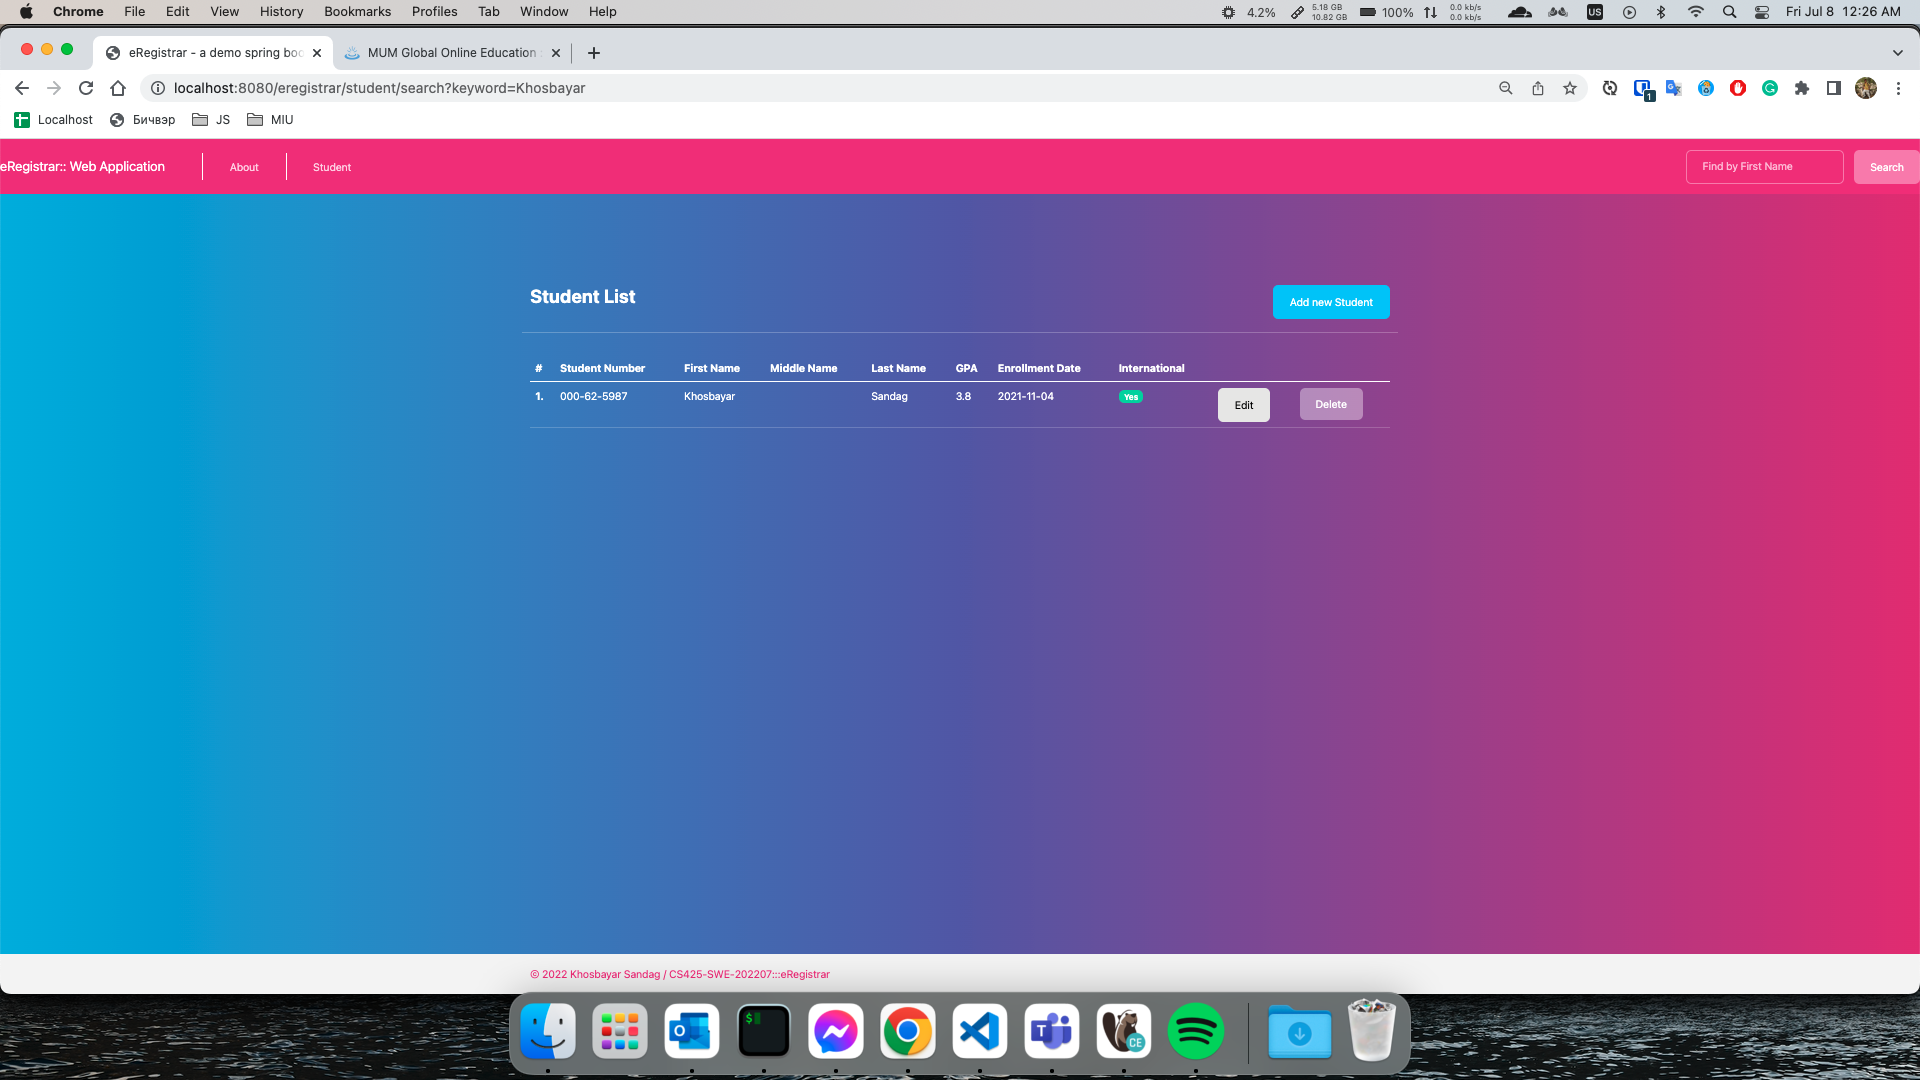 Chrome File Edit View History Bookmarks Profiles Tab Window Help 4.2% 5.18 GB 10.82 GB 100% 0.0 kb/s 0.0 kb/s US Fri Jul 8 12:26 AM
eRegistrar - a demo spring boo MUM Global Online Education :
localhost:8080/eregistrar/student/search?keyword=Khosbayar 1
Localhost Бичвэр JS MIU
eRegistrar:: Web Application About Student Find by First Name Search
Student List Add new Student
# Student Number First Name Middle Name Last Name GPA Enrollment Date International
1. 000-62-5987 Khosbayar Sandag 3.8 2021-11-04 Yes Edit Delete
© 2022 Khosbayar Sandag / CS425-SWE-202207:::eRegistrar
$ CE